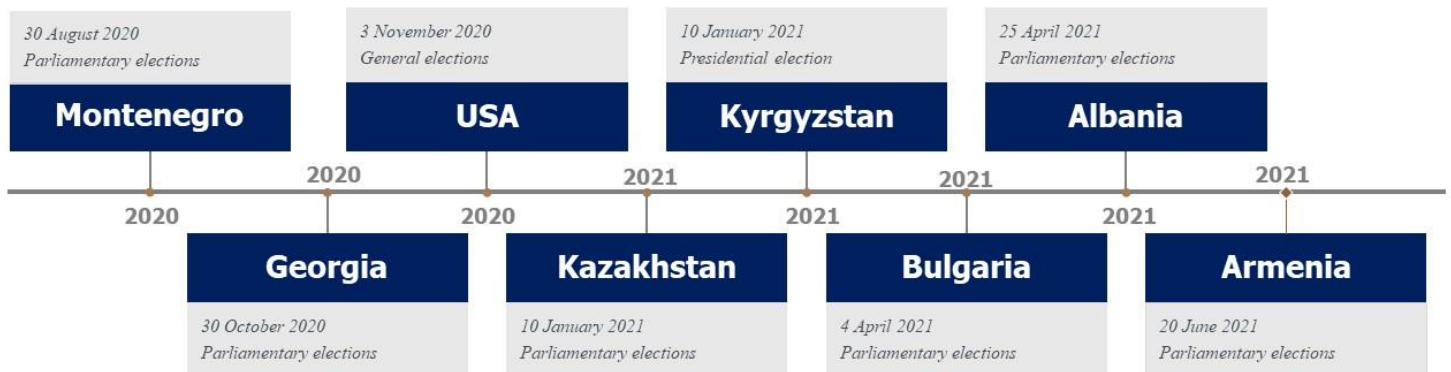 30 August 2020
Parliamentary elections
Montenegro
3 November 2020
General elections
USA
10 January 2021
Presidential election
Kyrgyzstan
25 April 2021
Parliamentary elections
Albania
2020
2021
2021
2021
2020
2020
2021
2021
Georgia
30 October 2020
Parliamentary elections
Kazakhstan
10 January 2021
Parliamentary elections
Bulgaria
4 April 2021
Parliamentary elections
Armenia
20 June 2021
Parliamentary elections